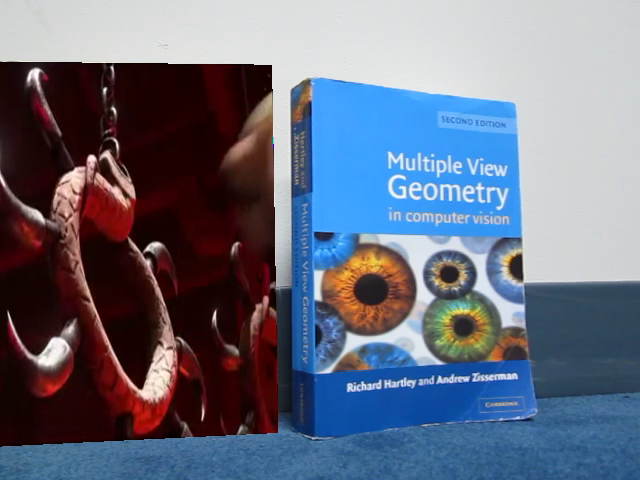 Hartley and
Zisserman
Multiple View Geometry
SECOND EDITION
Multiple View
Geometry
in computer vision
Richard Hartley and Andrew Zisserman
CAMBRIDGE